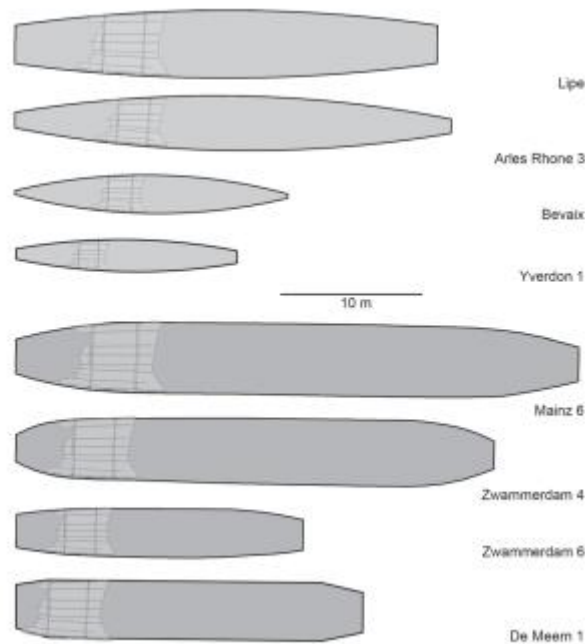 Lipe
Arles Rhone 3
Bevaix
Yverdon 1
10 m
Mainz 6
Zwammerdam 4
Zwammerdam 6
De Meern 1